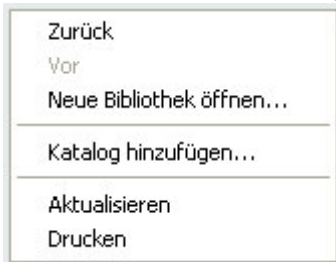 Zurück
Vor
Neue Bibliothek öffnen...
Katalog hinzufügen...
Aktualisieren
Drucken